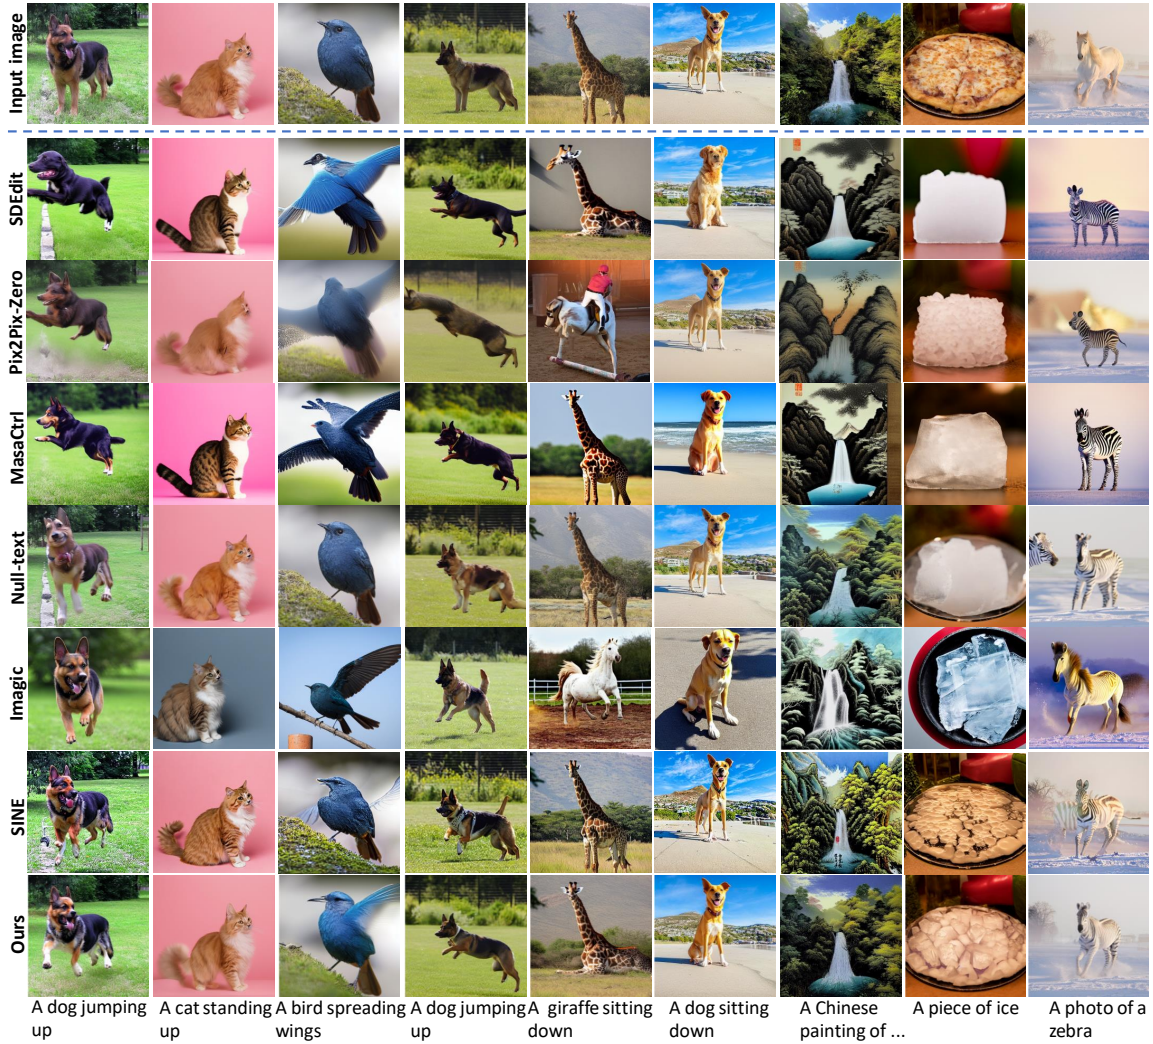 Input image
SDEdit
Pix2Pix-Zero
MasaCtrl
Null-text
Imagic
SINE
Ours
A dog jumping
up
A cat standing
up
A bird spreading
wings
A dog jumping
up
A giraffe sitting
down
A dog sitting
down
A Chinese
painting of ...
A piece of ice
A photo of a
zebra